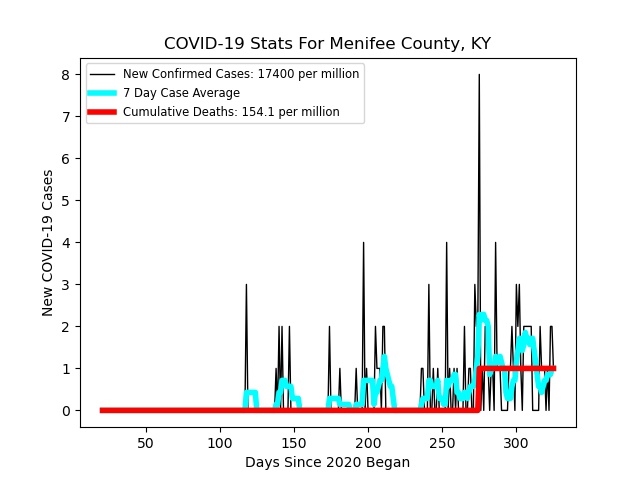 COVID-19 Stats For Menifee County, KY
New Confirmed Cases: 17400 per million
7 Day Case Average
Cumulative Deaths: 154.1 per million
New COVID-19 Cases
8
7
6
5
4
3
2
1
0
50 100 150 200 250 300
Days Since 2020 Began